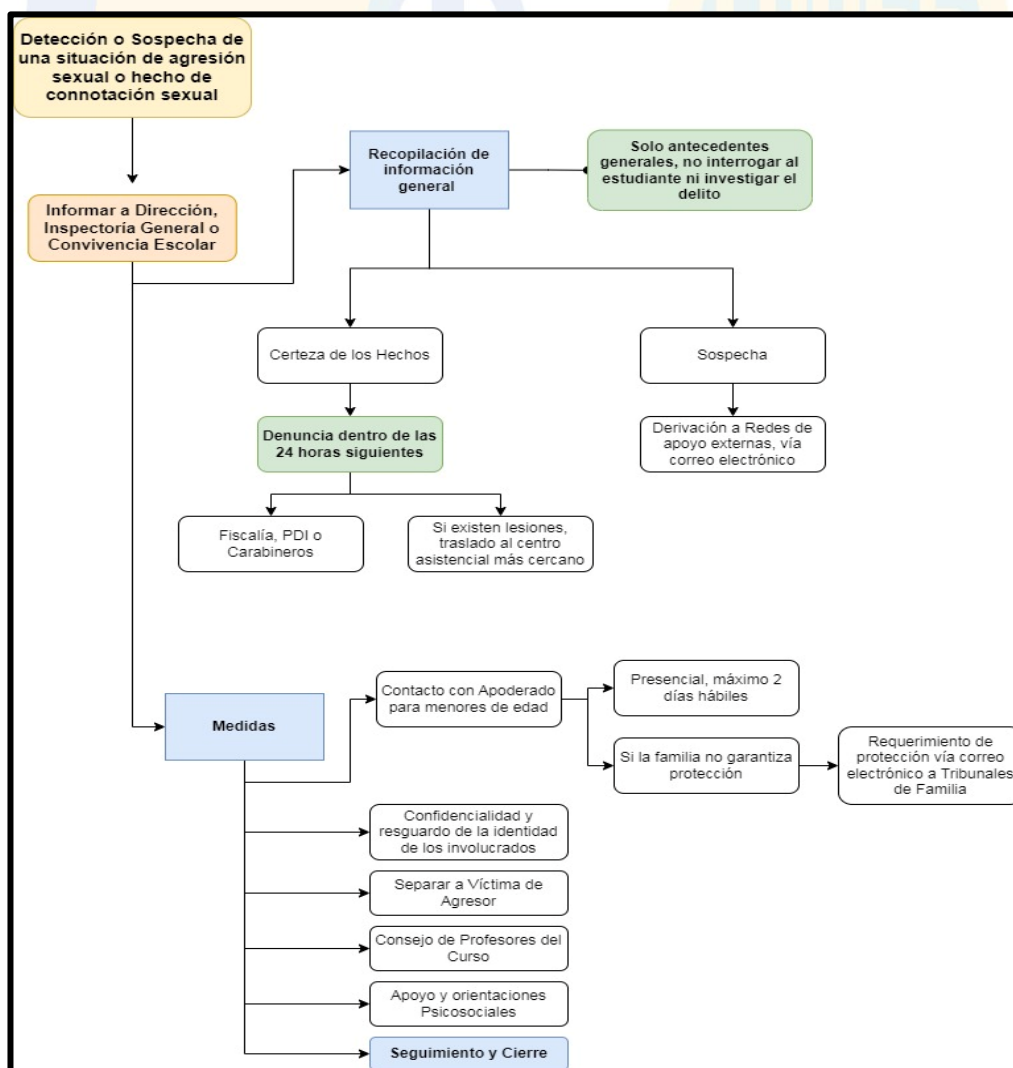 Detección o Sospecha de
una situación de agresión
sexual o hecho de
connotación sexual
Recopilación de
información
general
Solo antecedentes
generales, no interrogar al
estudiante ni investigar el
delito
Informar a Dirección,
Inspectoría General o
Convivencia Escolar
Certeza de los Hechos
Sospecha
Denuncia dentro de las
24 horas siguientes
Derivación a Redes de
apoyo externas, vía
correo electrónico
Fiscalía, PDI o
Carabineros
Si existen lesiones,
traslado al centro
asistencial más cercano
Medidas
Contacto con Apoderado
para menores de edad
Presencial, máximo 2
días hábiles
Si la familia no garantiza
protección
Requerimiento de
protección vía correo
electrónico a Tribunales
de Familia
Confidencialidad y
resguardo de la identidad
de los involucrados
Separar a Víctima de
Agresor
Consejo de Profesores del
Curso
Apoyo y orientaciones
Psicosociales
Seguimiento y Cierre